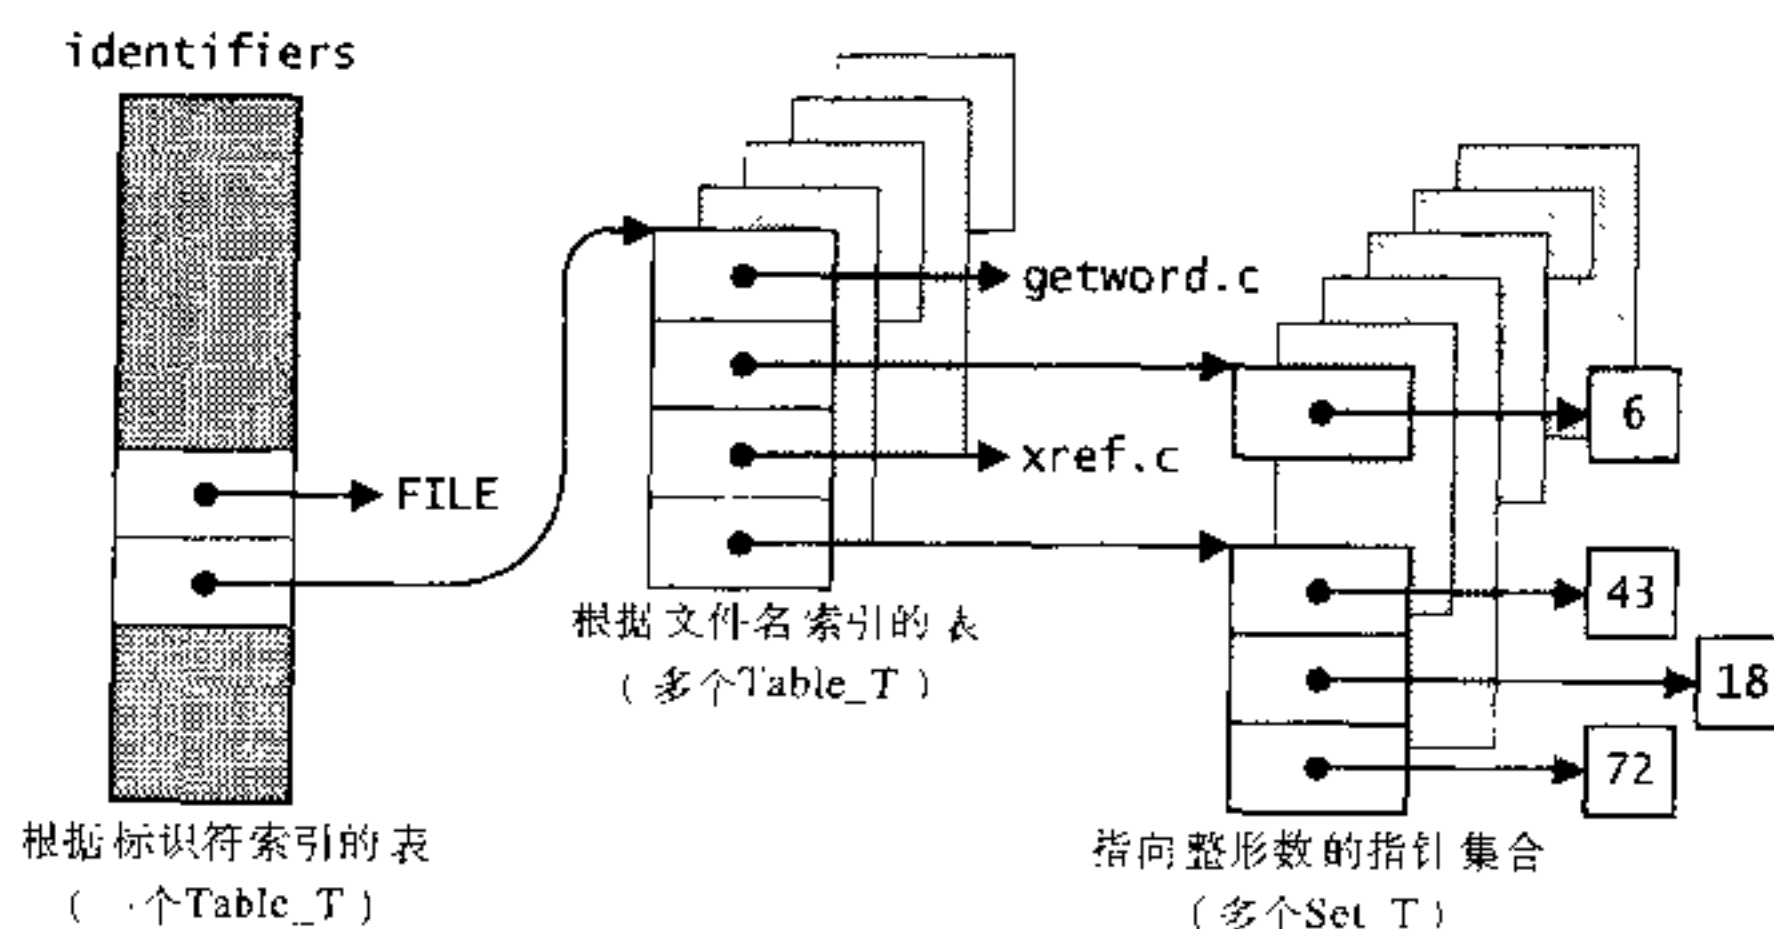 identifiers
getword.c
6
xref.c
FILE
43
根据文件名索引的表
(多个Table_T)
18
72
根据标识符索引的表
指向整形数的指针集合
(一个Table_T)
(多个Set_T)